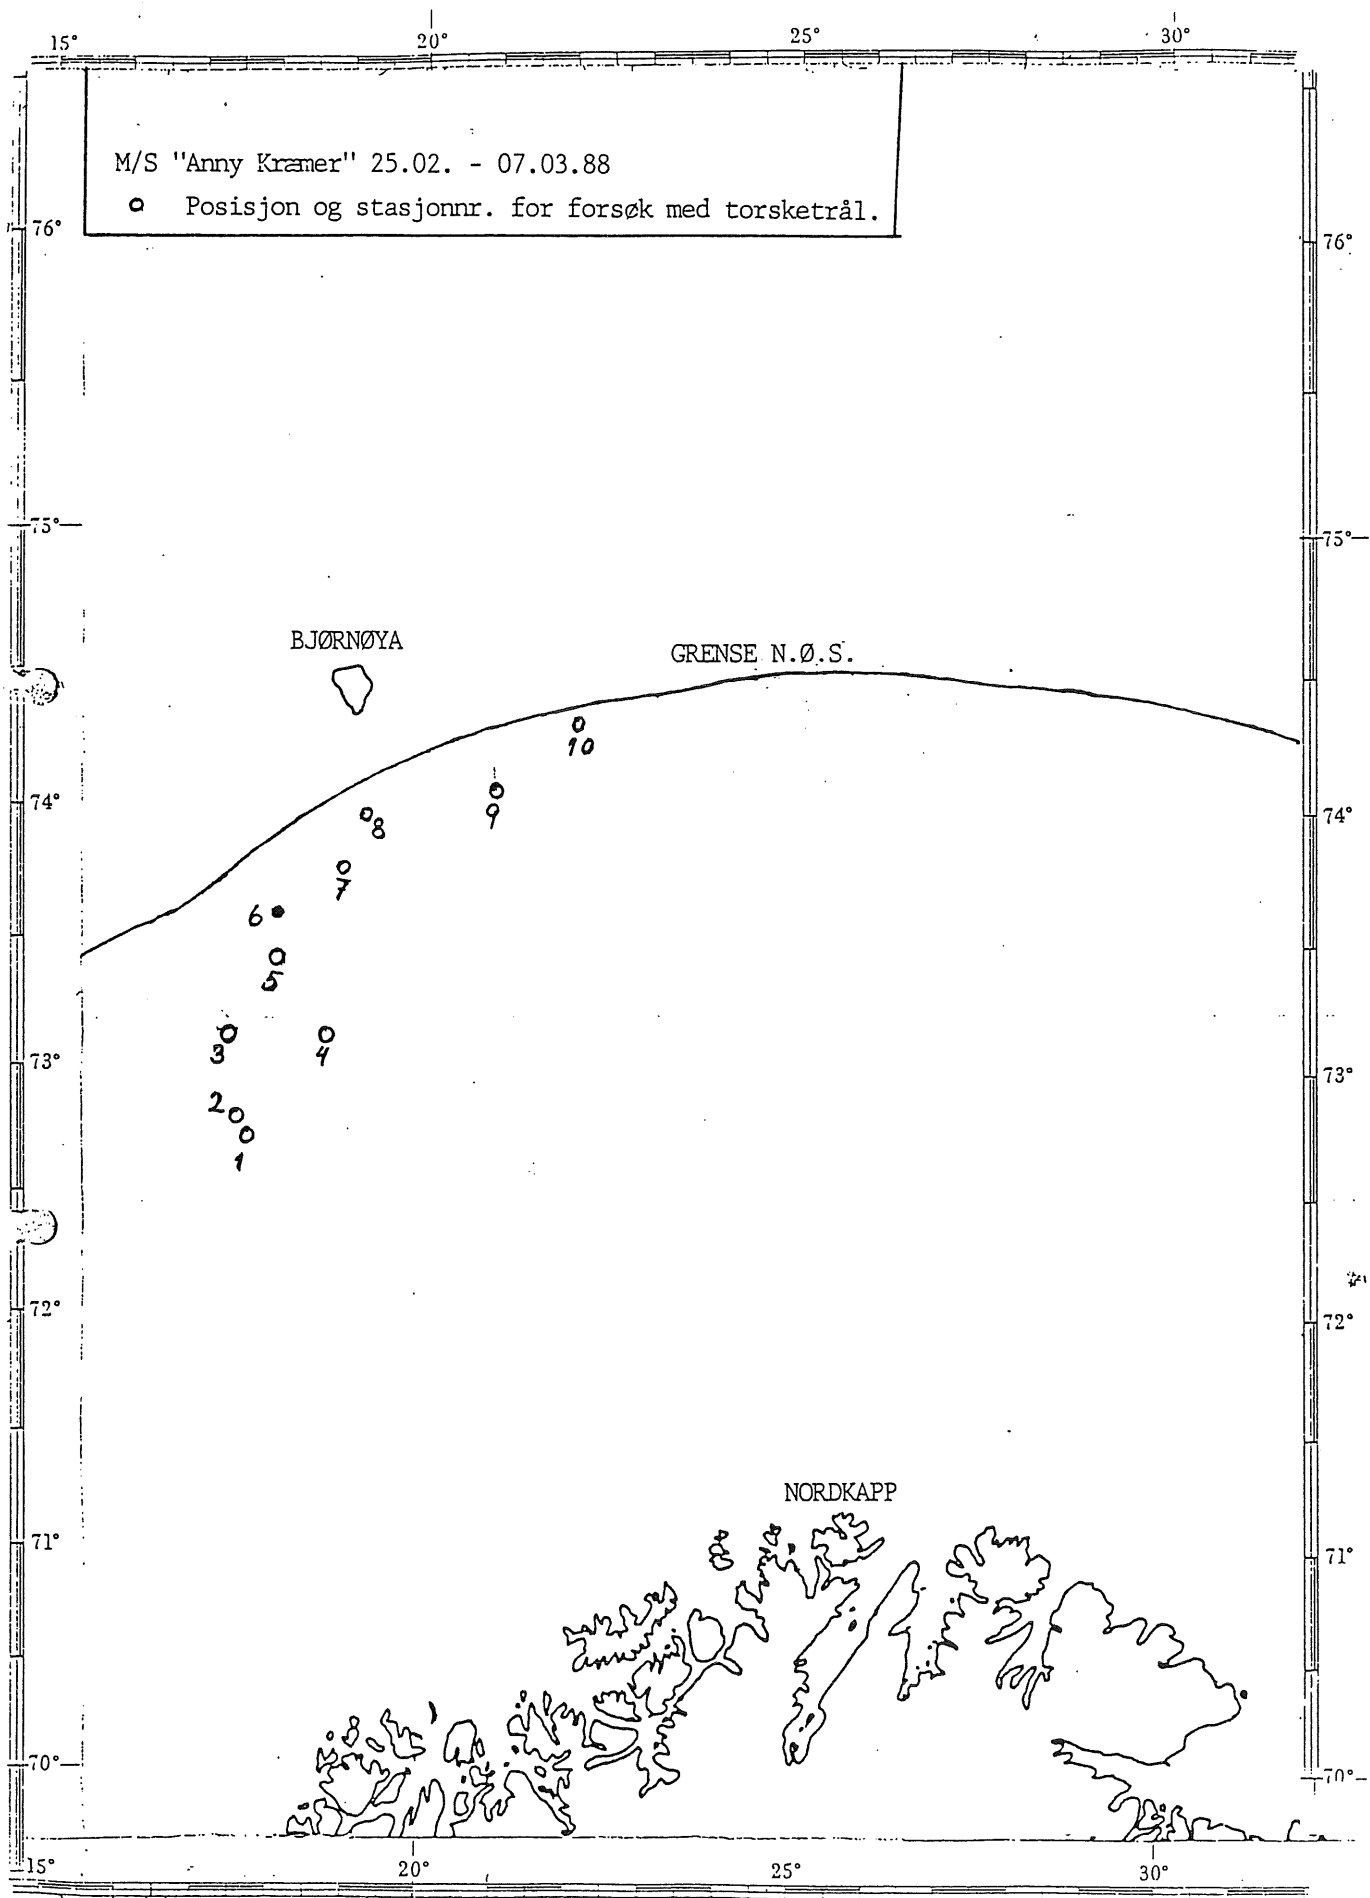 15° 20° 25° 30°
M/S "Anny Kræmer" 25.02. - 07.03.88
o Posisjon og stasjonnr. for forsøk med torsketrål.
76° 76°
75° 75°
BJØRNØYA
GRENSE N.Ø.S.
10
74° 74°
9
8
7
6
5
3 4
73° 73°
2
1
72° 72°
NORDKAPP
71° 71°
70° 70°
15° 20° 25° 30°